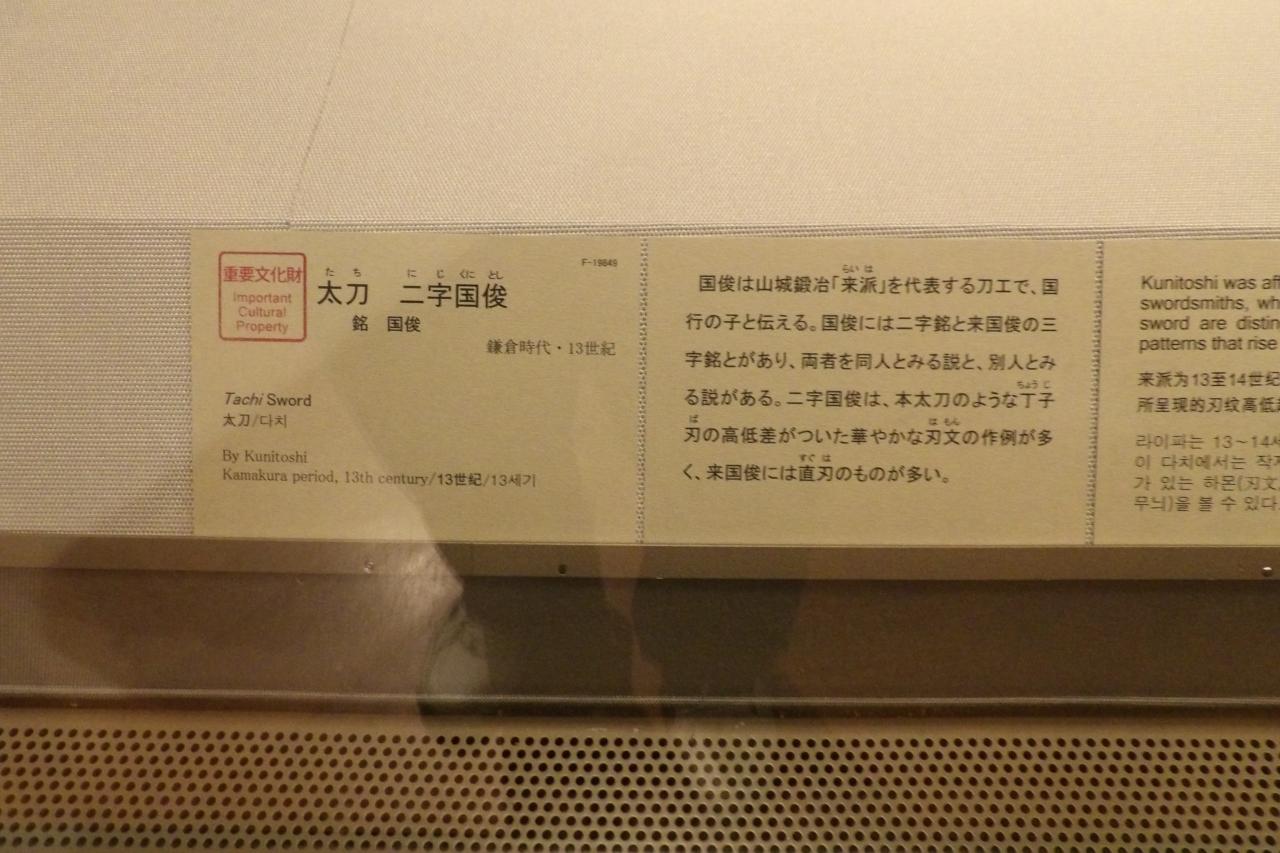 重要文化財
Important
Cultural
Property
F-19849
た ち に じ くに とし
太刀 二字国俊
銘 国俊
鎌倉時代・13世紀
Tachi Sword
太刀/다치
By Kunitoshi
Kamakura period, 13th century/13世纪/13세기
らい は
国俊は山城鍛冶「来派」を代表する刀工で、国
行の子と伝える。国俊には二字銘と来国俊の三
字銘とがあり、両者を同人とみる説と、別人とみ
ちょう じ
る説がある。二字国俊は、本太刀のような丁子
ば は もん
刃の高低差がついた華やかな刃文の作例が多
すぐ は
く、来国俊には直刃のものが多い。
Kunitoshi was
swordsmiths,
sword are
patterns that rise
来派为13至14世纪
所呈现的刃纹高低
라이파는 13~14세
이 다치에서는 작
가 있는 하몬(刃文
무늬)을 볼 수 있다.